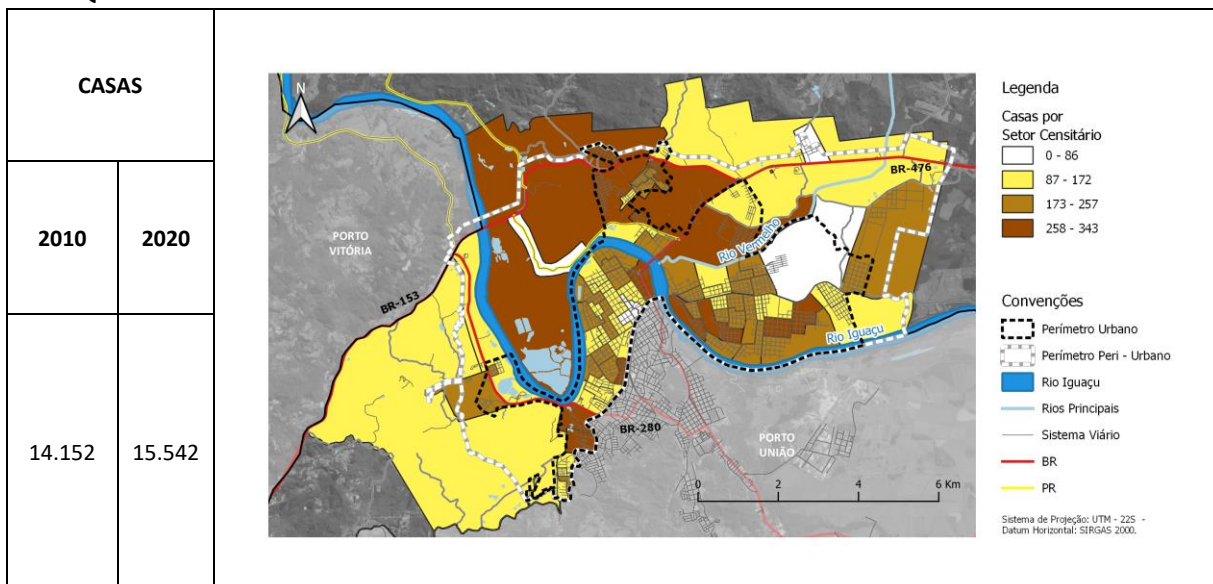 CASAS
2010
2020
14.152
15.542
N
PORTO
VITÓRIA
BR-153
BR-476
Rio Vermelho
Rio Iguaçu
BR-280
PORTO
UNIÃO
0
2
4
6 Km
Legenda
Casas por
Setor Censitário
0 - 86
87 - 172
173 - 257
258 - 343
Convenções
Perímetro Urbano
Perímetro Peri - Urbano
Rio Iguaçu
Rios Principais
Sistema Viário
BR
PR
Sistema de Projeção: UTM - 22S -
Datum Horizontal: SIRGAS 2000.